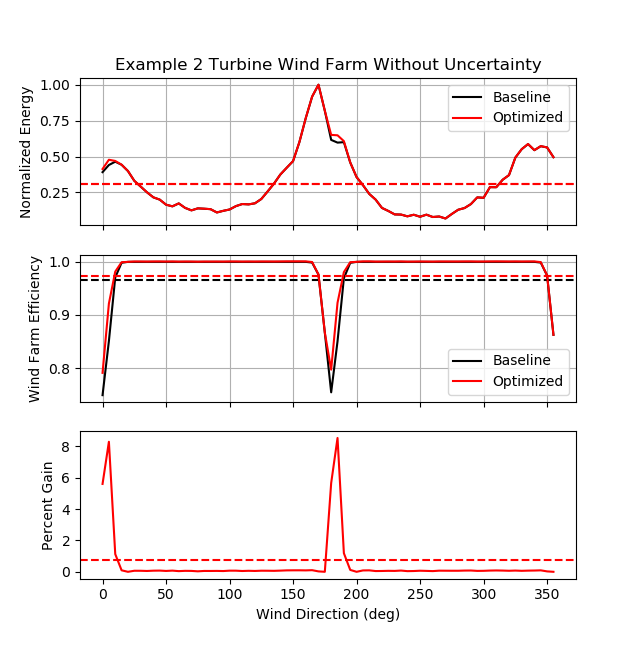 Example 2 Turbine Wind Farm Without Uncertainty
Normalized Energy
1.00
0.75
0.50
0.25
Baseline
Optimized
Wind Farm Efficiency
1.0
0.9
0.8
Baseline
Optimized
Percent Gain
8
6
4
2
0
0 50 100 150 200 250 300 350
Wind Direction (deg)